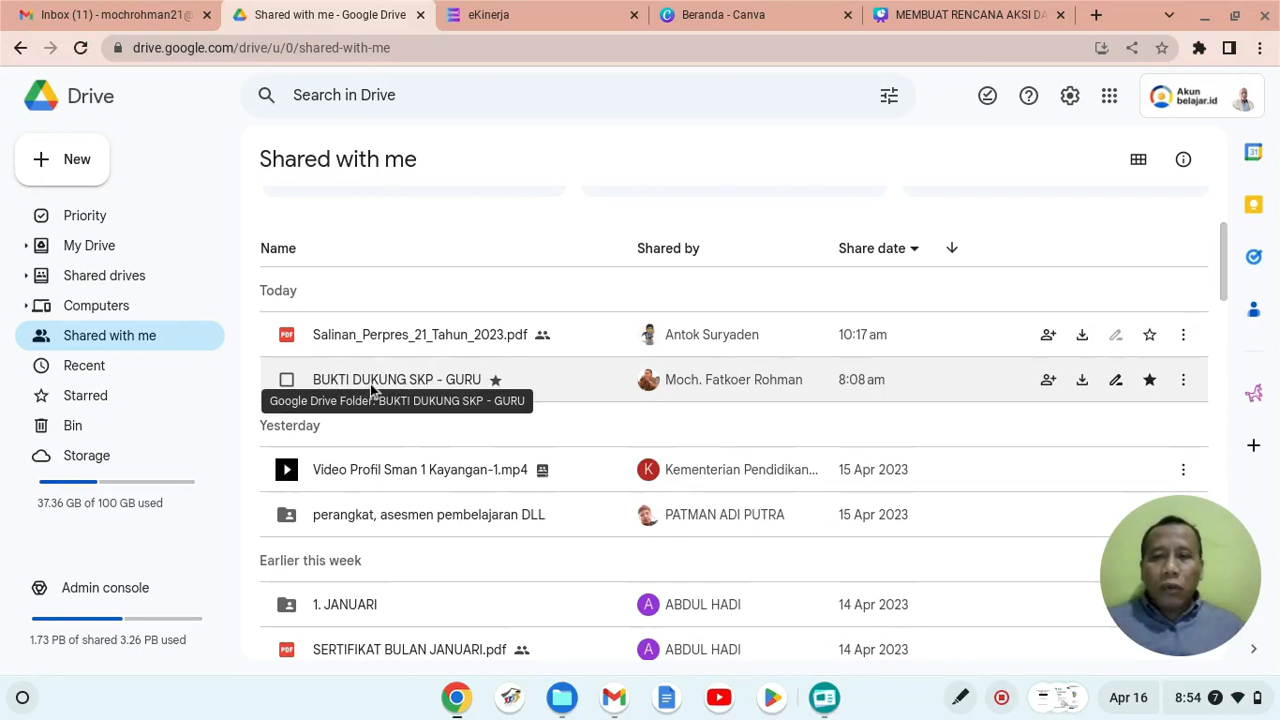 Inbox (11) - mochrohman21@
Shared with me - Google Drive
eKinerja
Beranda - Canva
MEMBUAT RENCANA AKSI DA
drive.google.com/drive/u/0/shared-with-me
Drive
Search in Drive
Akun
belajar.id
New
Priority
My Drive
Shared drives
Computers
Shared with me
Recent
Starred
Bin
Storage
37.36 GB of 100 GB used
Admin console
1.73 PB of shared 3.26 PB used
Shared with me
Name Shared by Share date
Today
Salinan_Perpres_21_Tahun_2023.pdf Antok Suryaden 10:17 am
BUKTI DUKUNG SKP - GURU Moch. Fatkoer Rohman 8:08 am
Google Drive Folder: BUKTI DUKUNG SKP - GURU
Yesterday
Video Profil Sman 1 Kayangan-1.mp4 K Kementerian Pendidikan... 15 Apr 2023
perangkat, asesmen pembelajaran DLL PATMAN ADI PUTRA 15 Apr 2023
Earlier this week
1. JANUARI A ABDUL HADI 14 Apr 2023
SERTIFIKAT BULAN JANUARI.pdf A ABDUL HADI 14 Apr 2023
31
Apr 16 8:54 7